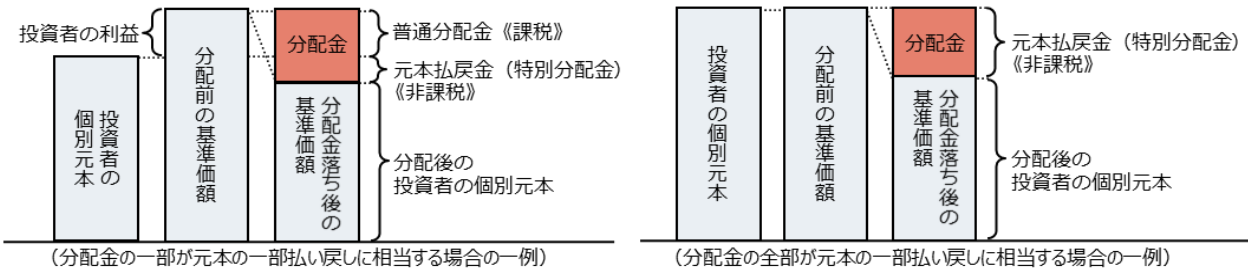 投資者の利益
投資者の
個別元本
分配前の基準価額
分配金
分配金落ち後の
基準価額
普通分配金《課税》
元本払戻金（特別分配金）
《非課税》
分配後の
投資者の個別元本
（分配金の一部が元本の一部払い戻しに相当する場合の一例）
投資者の個別元本
分配前の基準価額
分配金
分配金落ち後の
基準価額
元本払戻金（特別分配金）
《非課税》
分配後の
投資者の個別元本
（分配金の全部が元本の一部払い戻しに相当する場合の一例）